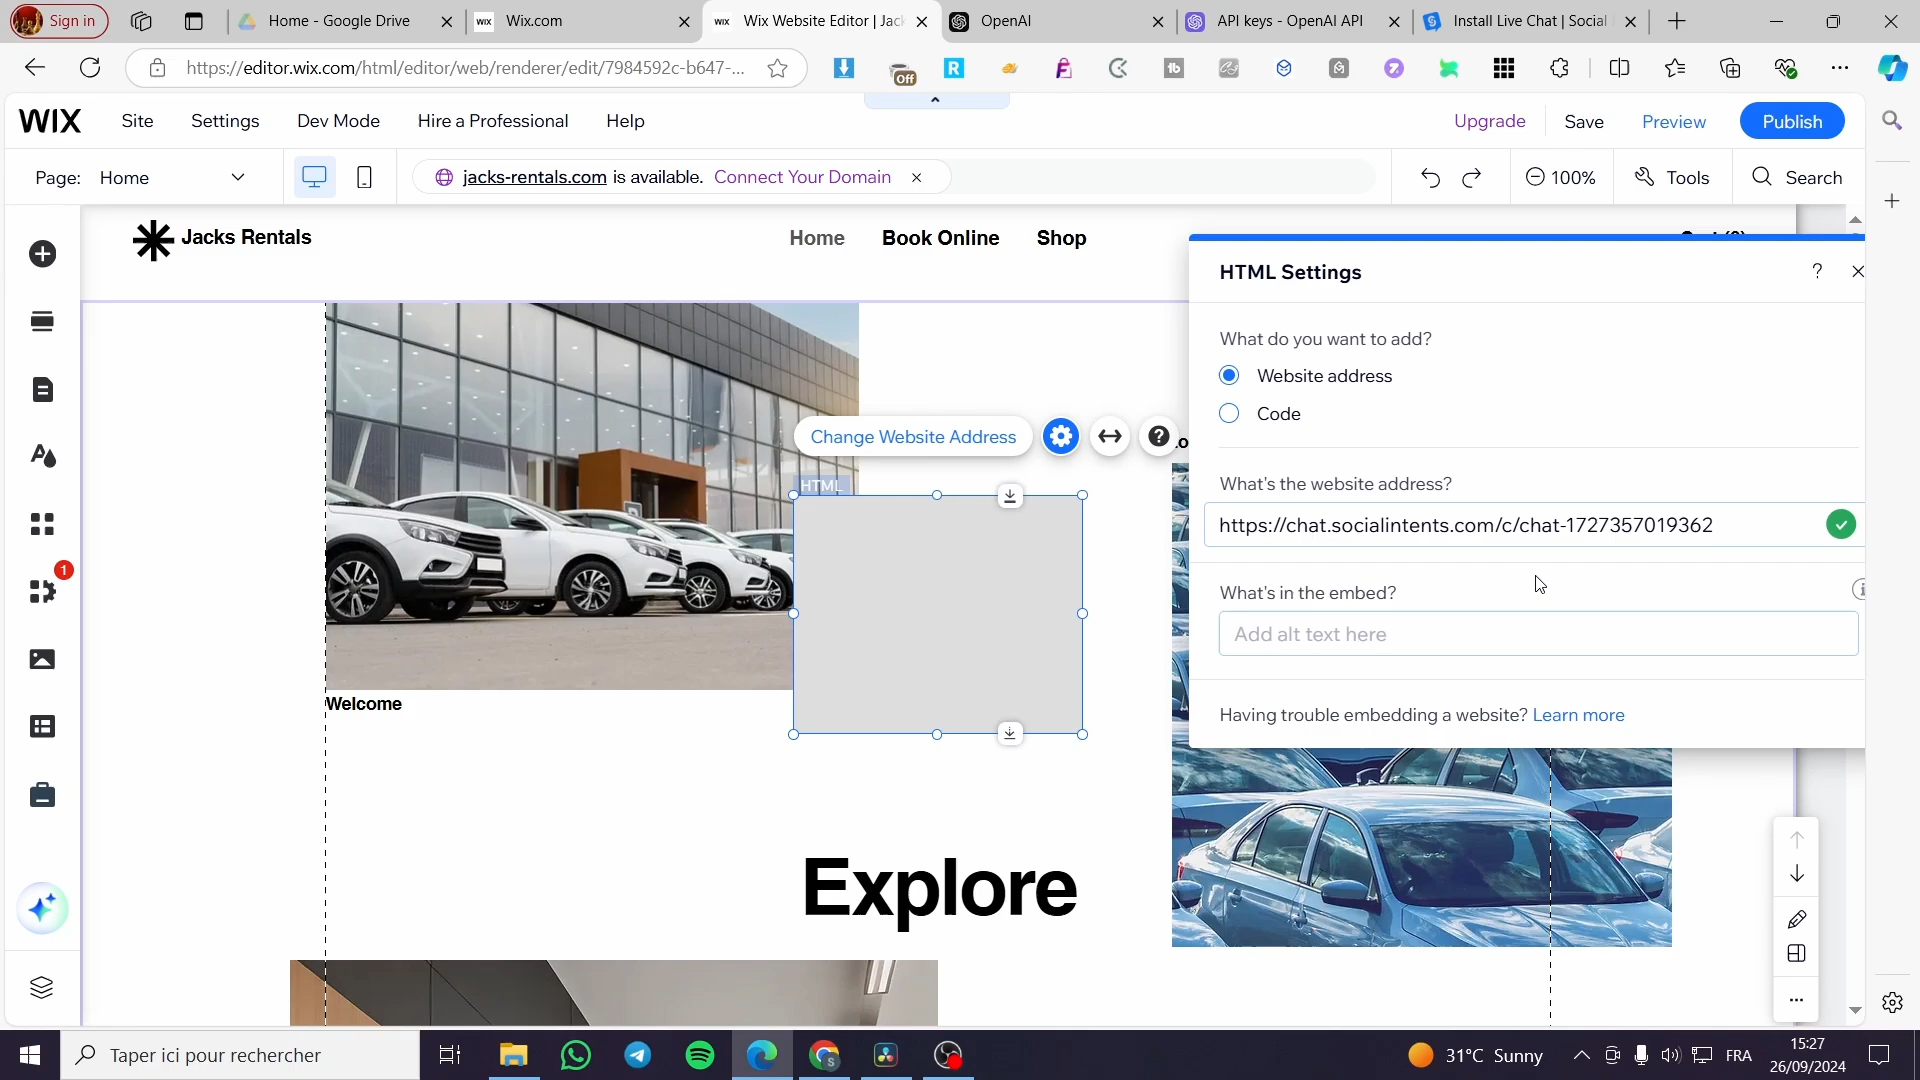 Sign in
Home - Google Drive
Wix.com
Wix Website Editor | Jack
OpenAI
API keys - OpenAI API
Install Live Chat | Social
https://editor.wix.com/html/editor/web/renderer/edit/7984592c-b647-...
Off
WIX
Site
Settings
Dev Mode
Hire a Professional
Help
Upgrade
Save
Preview
Publish
Page: Home
jacks-rentals.com is available. Connect Your Domain
100%
Tools
Search
Jacks Rentals
Home
Book Online
Shop
HTML Settings
?
What do you want to add?
Website address
Code
Change Website Address
HTML
What's the website address?
https://chat.socialintents.com/c/chat-1727357019362
What's in the embed?
Add alt text here
Having trouble embedding a website? Learn more
1
Welcome
Explore
Taper ici pour rechercher
31°C Sunny
FRA
15:27
26/09/2024